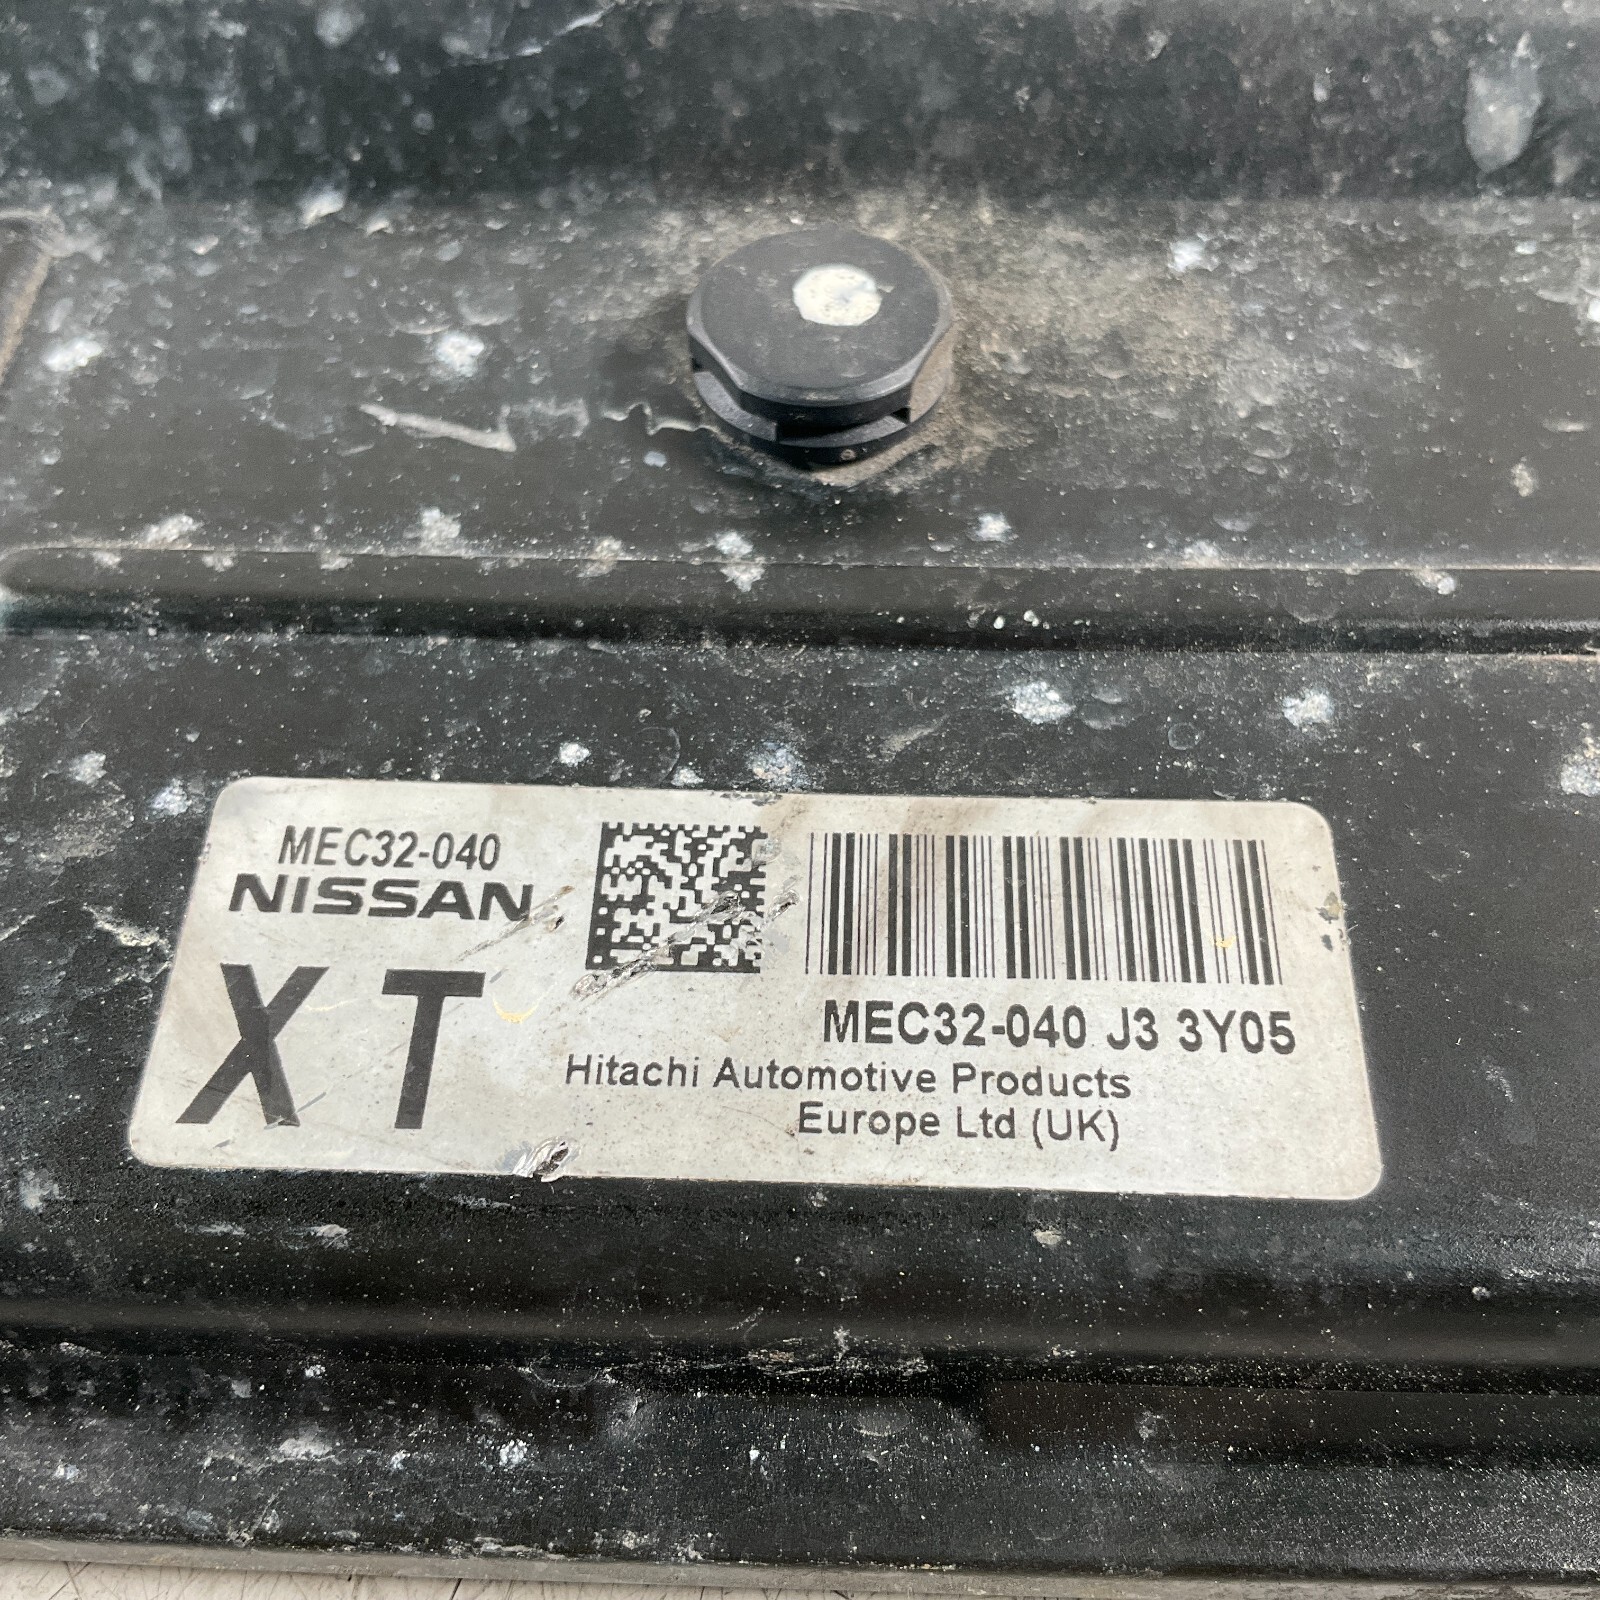 MEC32-040
NISSAN
XT
MEC32-040 J3 3Y05
Hitachi Automotive Products
Europe Ltd (UK)